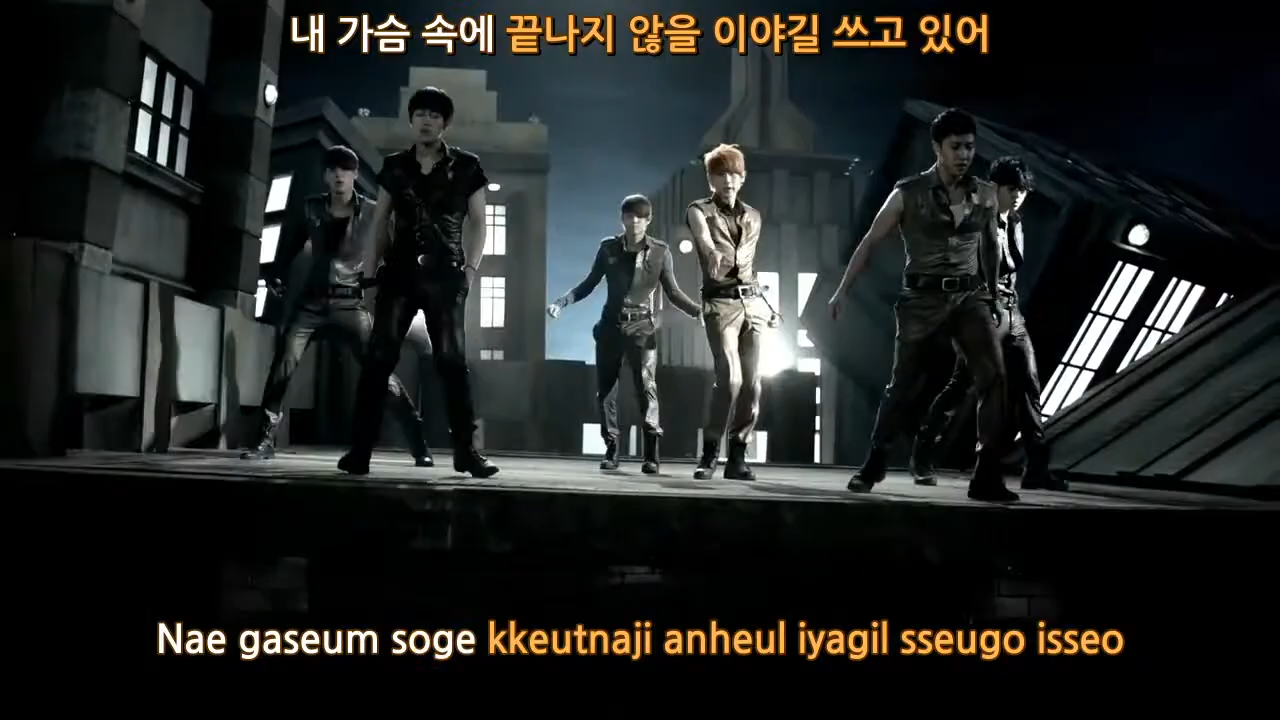 내 가슴 속에 끝나지 않을 이야길 쓰고 있어
Nae gaseum soge kkeutnaji anheul iyagil sseugo isseo